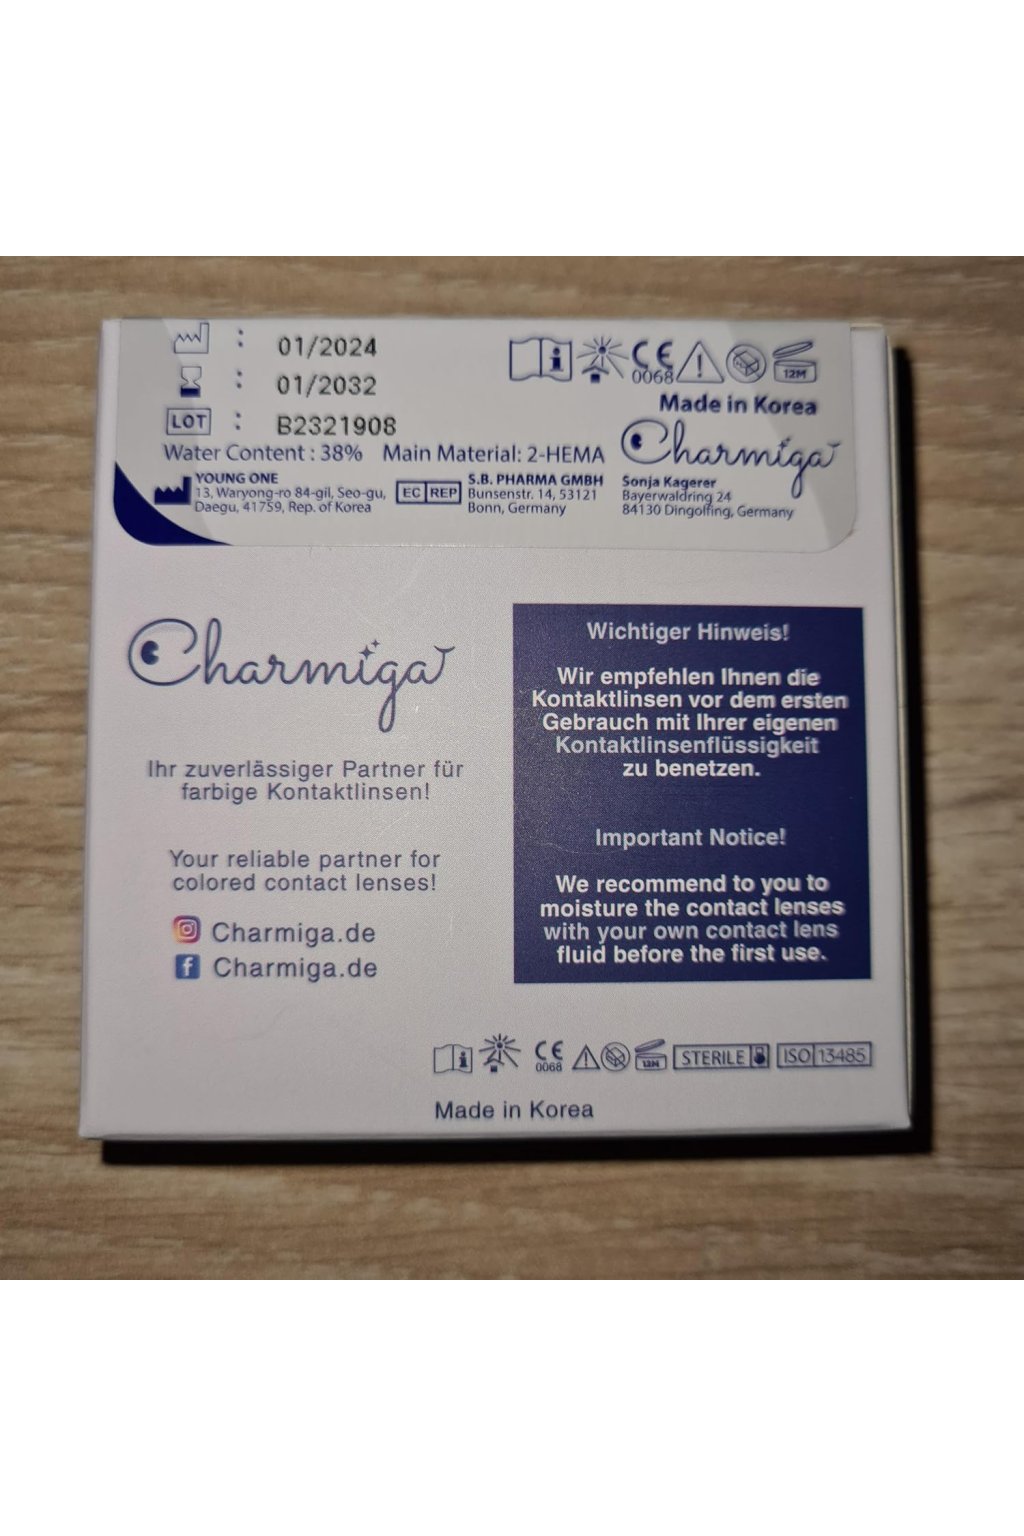 : 01/2024
: 01/2032
LOT : B2321908
Water Content : 38% Main Material: 2-HEMA
YOUNG ONE
13, Waryong-ro 84-gil, Seo-gu,
Daegu, 41759, Rep. of Korea
EC REP
S.B. PHARMA GMBH
Bunsenstr. 14, 53121
Bonn, Germany
CE
0068
12M
Made in Korea
Charmiga
Sonja Kagerer
Bayerwaldring 24
84130 Dingolfing, Germany
Charmiga
Ihr zuverlässiger Partner für
farbige Kontaktlinsen!
Your reliable partner for
colored contact lenses!
Charmiga.de
Charmiga.de
Wichtiger Hinweis!
Wir empfehlen Ihnen die
Kontaktlinsen vor dem ersten
Gebrauch mit Ihrer eigenen
Kontaktlinsenflüssigkeit
zu benetzen.
Important Notice!
We recommend to you to
moisture the contact lenses
with your own contact lens
fluid before the first use.
CE
0068
12M
STERILE
ISO 13485
Made in Korea